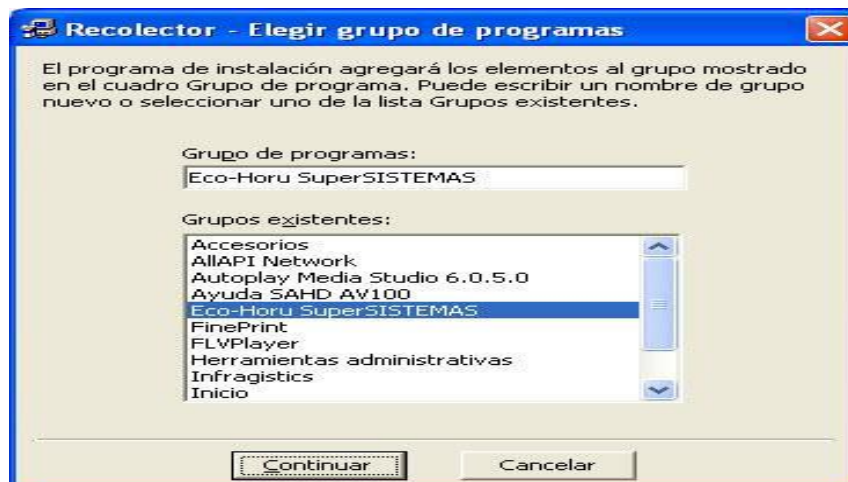 Recolector - Elegir grupo de programas
El programa de instalación agregará los elementos al grupo mostrado
en el cuadro Grupo de programa. Puede escribir un nombre de grupo
nuevo o seleccionar uno de la lista Grupos existentes.
Grupo de programas:
Eco-Horu SuperSISTEMAS
Grupos existentes:
Accesorios
AllAPI Network
Autoplay Media Studio 6.0.5.0
Ayuda SAHD AV100
Eco-Horu SuperSISTEMAS
FinePrint
FLVPlayer
Herramientas administrativas
Infragistics
Inicio
Continuar
Cancelar